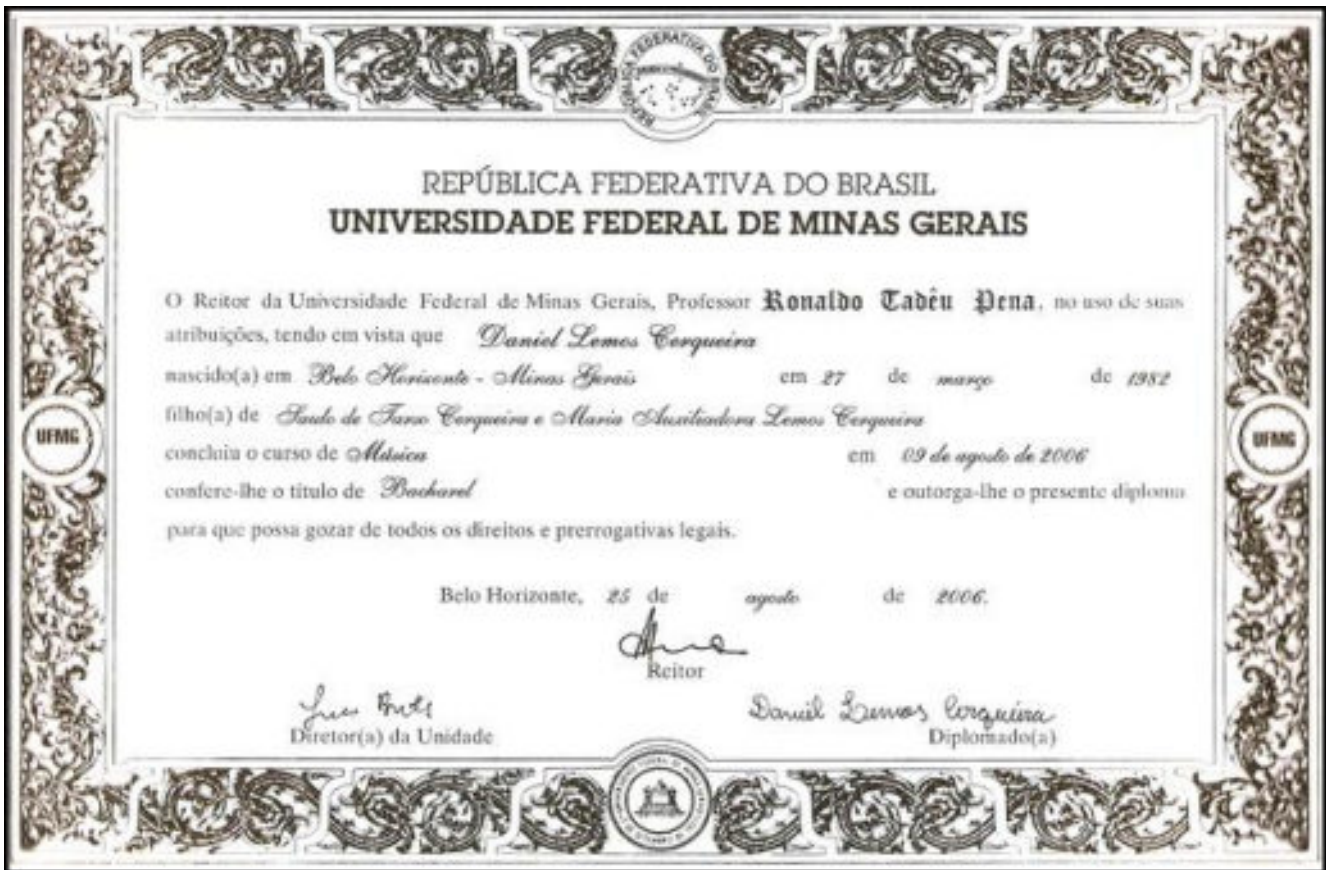 REPÚBLICA FEDERATIVA DO BRASIL
REPÚBLICA FEDERATIVA DO BRASIL
UNIVERSIDADE FEDERAL DE MINAS GERAIS
O Reitor da Universidade Federal de Minas Gerais, Professor Ronaldo Tadêu Pena, no uso de suas
atribuições, tendo em vista que Daniel Lemos Cerqueira
nascido(a) em Belo Horizonte - Minas Gerais em 27 de março de 1982
filho(a) de Saulo de Tarso Cerqueira e Maria Auxiliadora Lemos Cerqueira
UFMG
UFMG
concluiu o curso de Música em 09 de agosto de 2006
confere-lhe o título de Bacharel e outorga-lhe o presente diploma
para que possa gozar de todos os direitos e prerrogativas legais.
Belo Horizonte, 25 de agosto de 2006.
Reitor
Daniel Lemos Cerqueira
Diretor(a) da Unidade
Diplomado(a)